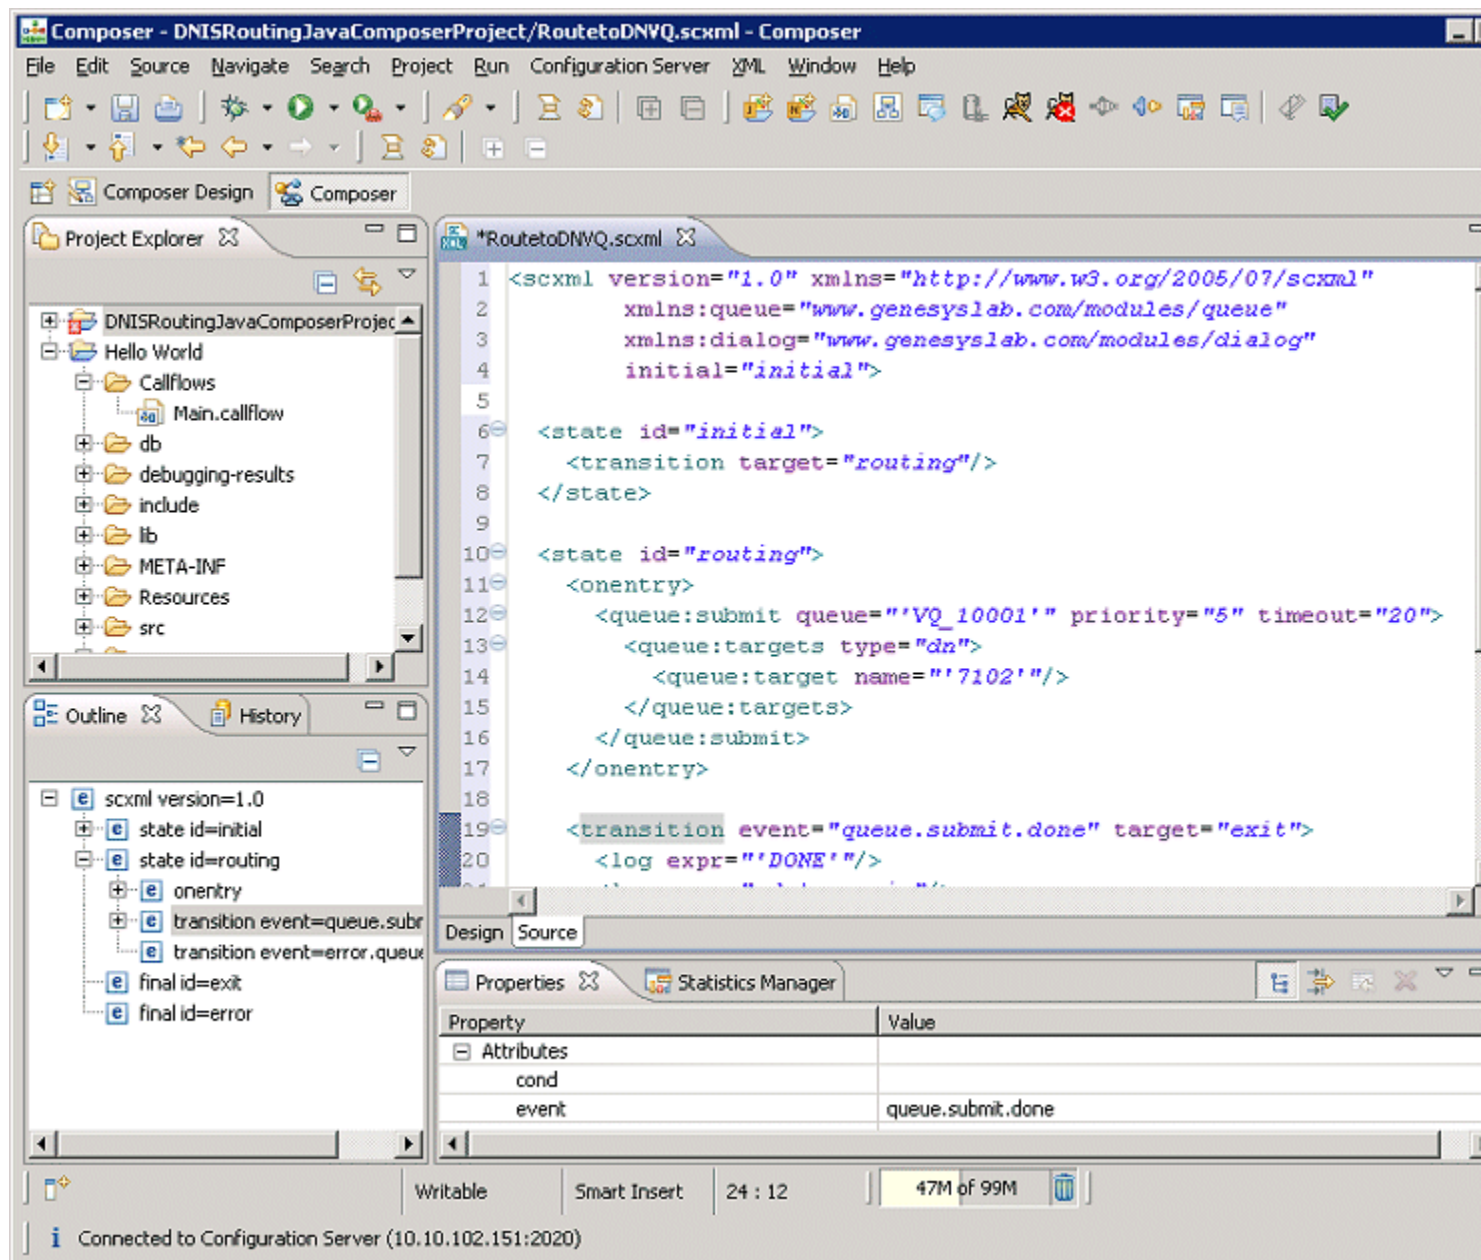 Composer - DNISRoutingJavaComposerProject/RoutetoDNVQ.scxml - Composer
File Edit Source Navigate Search Project Run Configuration Server XML Window Help
Composer Design Composer
Project Explorer
DNISRoutingJavaComposerProjec
Hello World
Callflows
Main.callflow
db
debugging-results
include
lib
META-INF
Resources
src
Outline History
scxml version=1.0
state id=initial
state id=routing
onentry
transition event=queue.subr
transition event=error.queue
final id=exit
final id=error
*RoutetoDNVQ.scxml
1 <scxml version="1.0" xmlns="http://www.w3.org/2005/07/scxml"
2 xmlns:queue="www.genesyslab.com/modules/queue"
3 xmlns:dialog="www.genesyslab.com/modules/dialog"
4 initial="initial">
5
6 <state id="initial">
7 <transition target="routing"/>
8 </state>
9
10 <state id="routing">
11 <onentry>
12 <queue:submit queue="'VQ_10001'" priority="5" timeout="20">
13 <queue:targets type="dn">
14 <queue:target name="'7102'"/>
15 </queue:targets>
16 </queue:submit>
17 </onentry>
18
19 <transition event="queue.submit.done" target="exit">
20 <log expr="'DONE'"/>
Design Source
Properties Statistics Manager
Property Value
Attributes
cond
event queue.submit.done
Writable Smart Insert 24 : 12 47M of 99M
Connected to Configuration Server (10.10.102.151:2020)